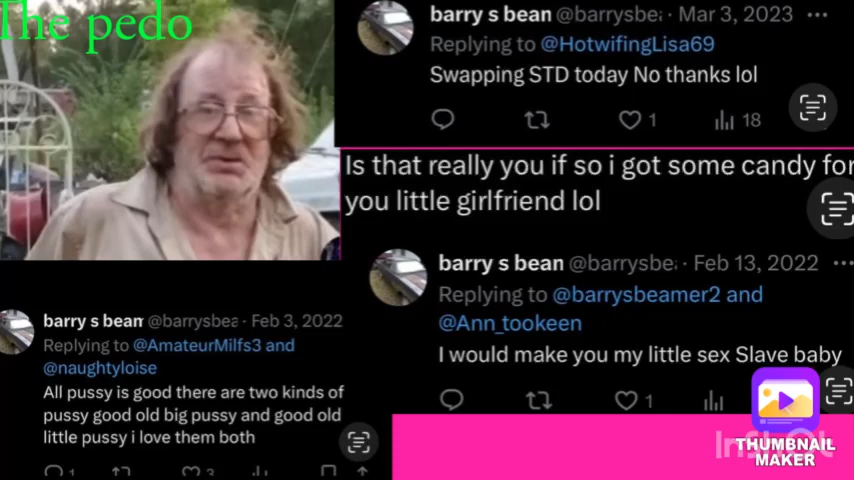 The pedo
barry s bean @barrysbe · Mar 3, 2023
Replying to @HotwifingLisa69
Swapping STD today No thanks lol
1
18
Is that really you if so i got some candy for
you little girlfriend lol
barry s bean @barrysbe · Feb 13, 2022
Replying to @barrysbeamer2 and
@Ann_tookeen
I would make you my little sex Slave baby
1
barry s bean @barrysbea · Feb 3, 2022
Replying to @AmateurMilfs3 and
@naughtyloise
All pussy is good there are two kinds of
pussy good old big pussy and good old
little pussy i love them both
1
3
THUMBNAIL
MAKER